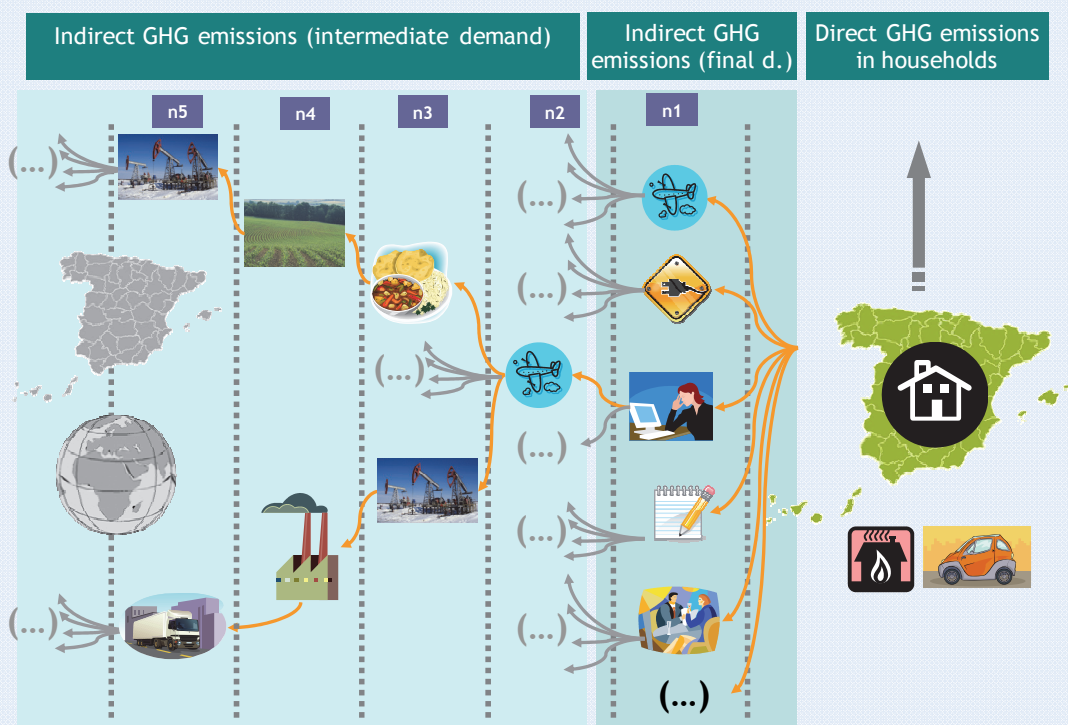 Indirect GHG emissions (intermediate demand)
Indirect GHG
emissions (final d.)
Direct GHG emissions
in households
n5
n4
n3
n2
n1
(...)
(...)
(...)
(...)
(...)
(...)
(...)
(...)
(...)
(...)